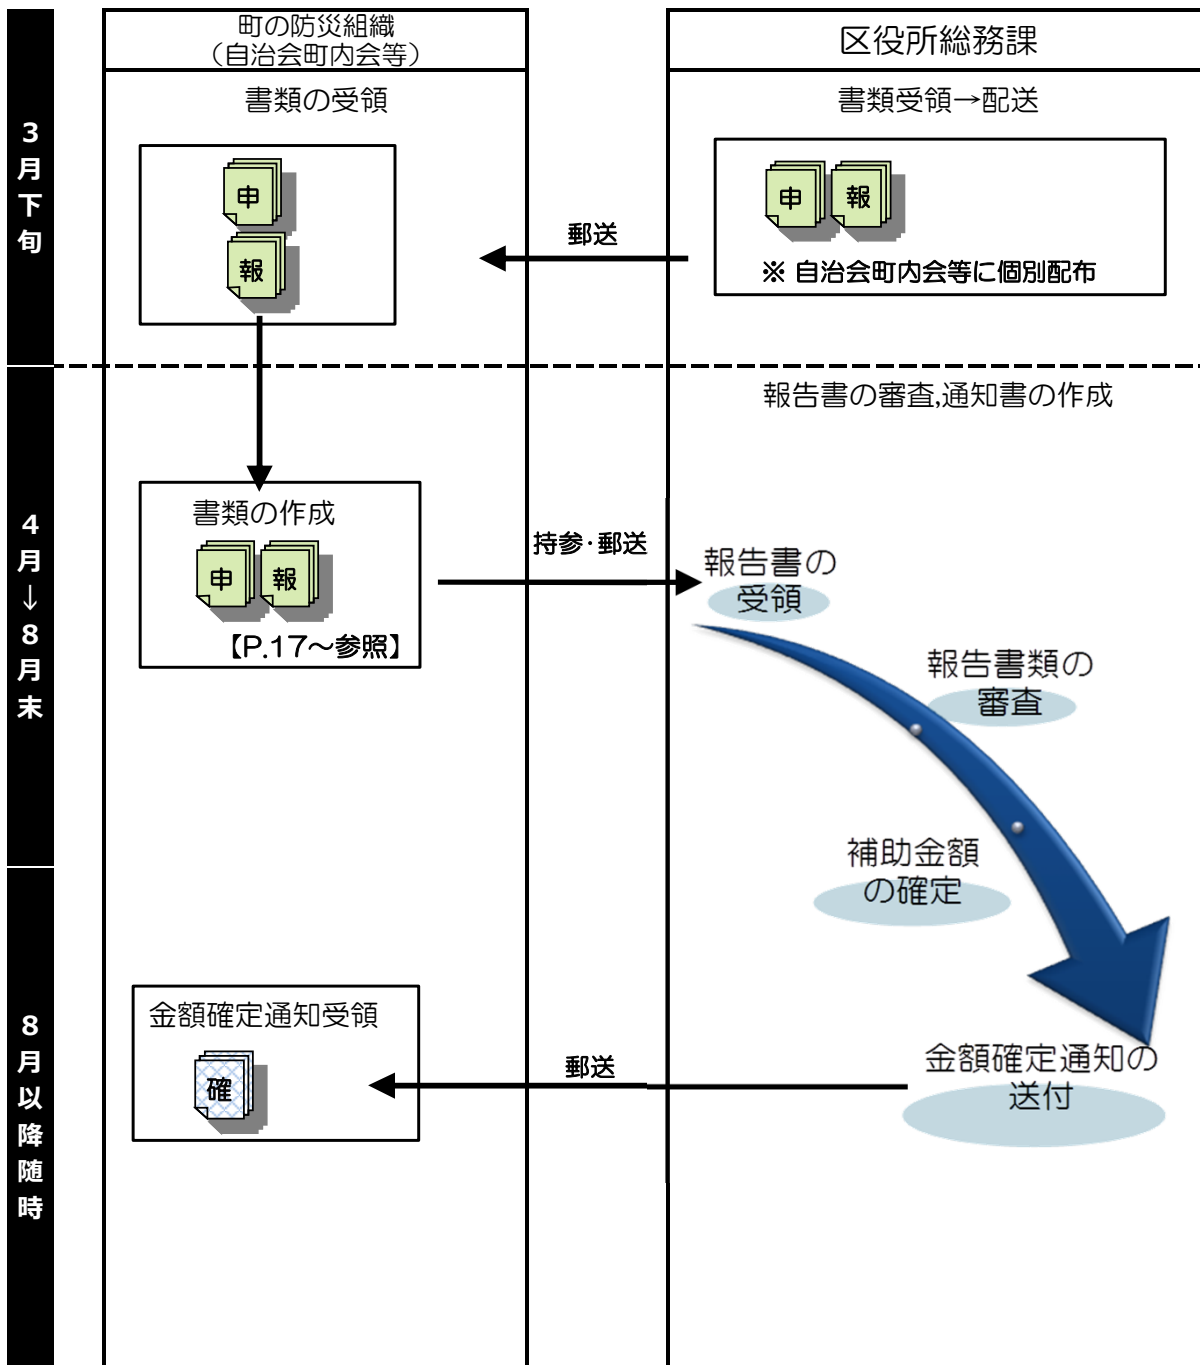 町の防災組織
（自治会町内会等）
区役所総務課
3月下旬
書類の受領
書類受領→配送
申
報
申
報
※ 自治会町内会等に個別配布
郵送
4月↓8月末
報告書の審査,通知書の作成
書類の作成
申
報
【P.17～参照】
持参・郵送
報告書の
受領
報告書類の
審査
補助金額
の確定
8月以降随時
金額確定通知受領
確
郵送
金額確定通知の
送付